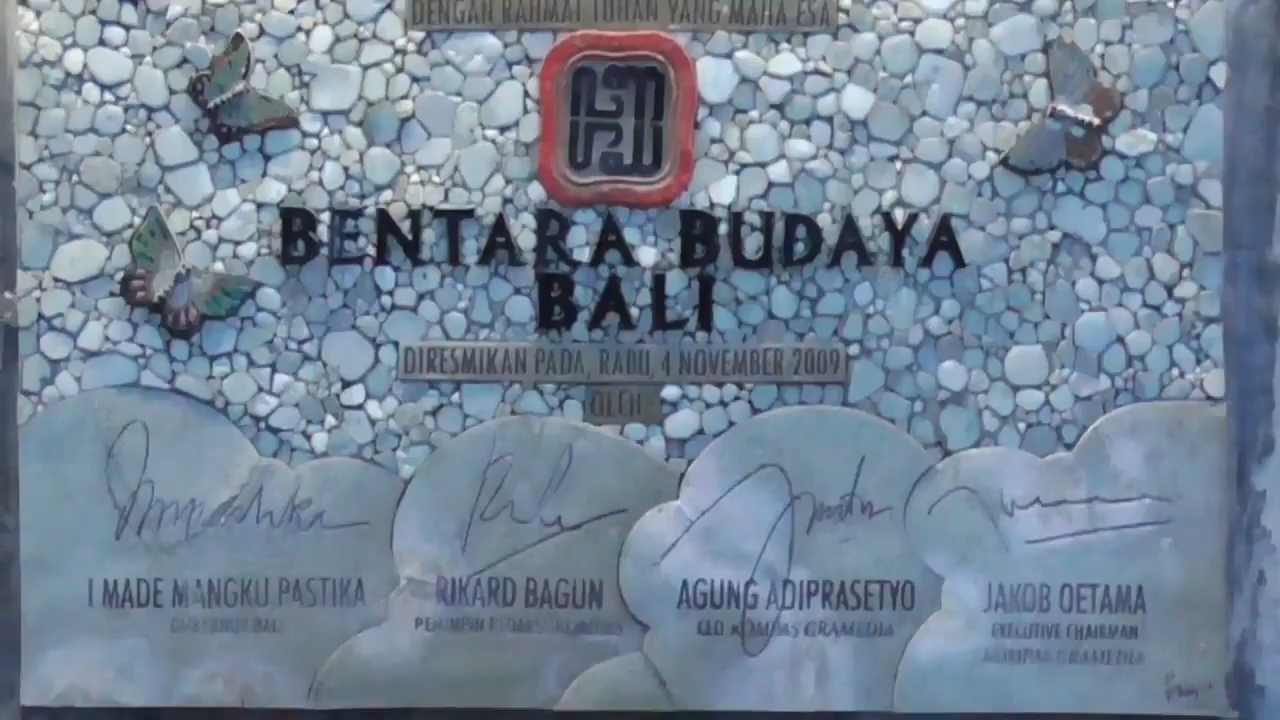 DENGAN RAHMAT TUHAN YANG MAHA ESA
BENTARA BUDAYA
BALI
DIRESMIKAN PADA, RABU, 4 NOVEMBER 2009
OLEH
I MADE MANGKU PASTIKA
GUBERNUR BALI
RIKARD BAGUN
PEMIMPIN REDAKSI KOMPAS
AGUNG ADIPRASETYO
CEO KOMPAS GRAMEDIA
JAKOB OETAMA
EXECUTIVE CHAIRMAN
KOMPAS GRAMEDIA